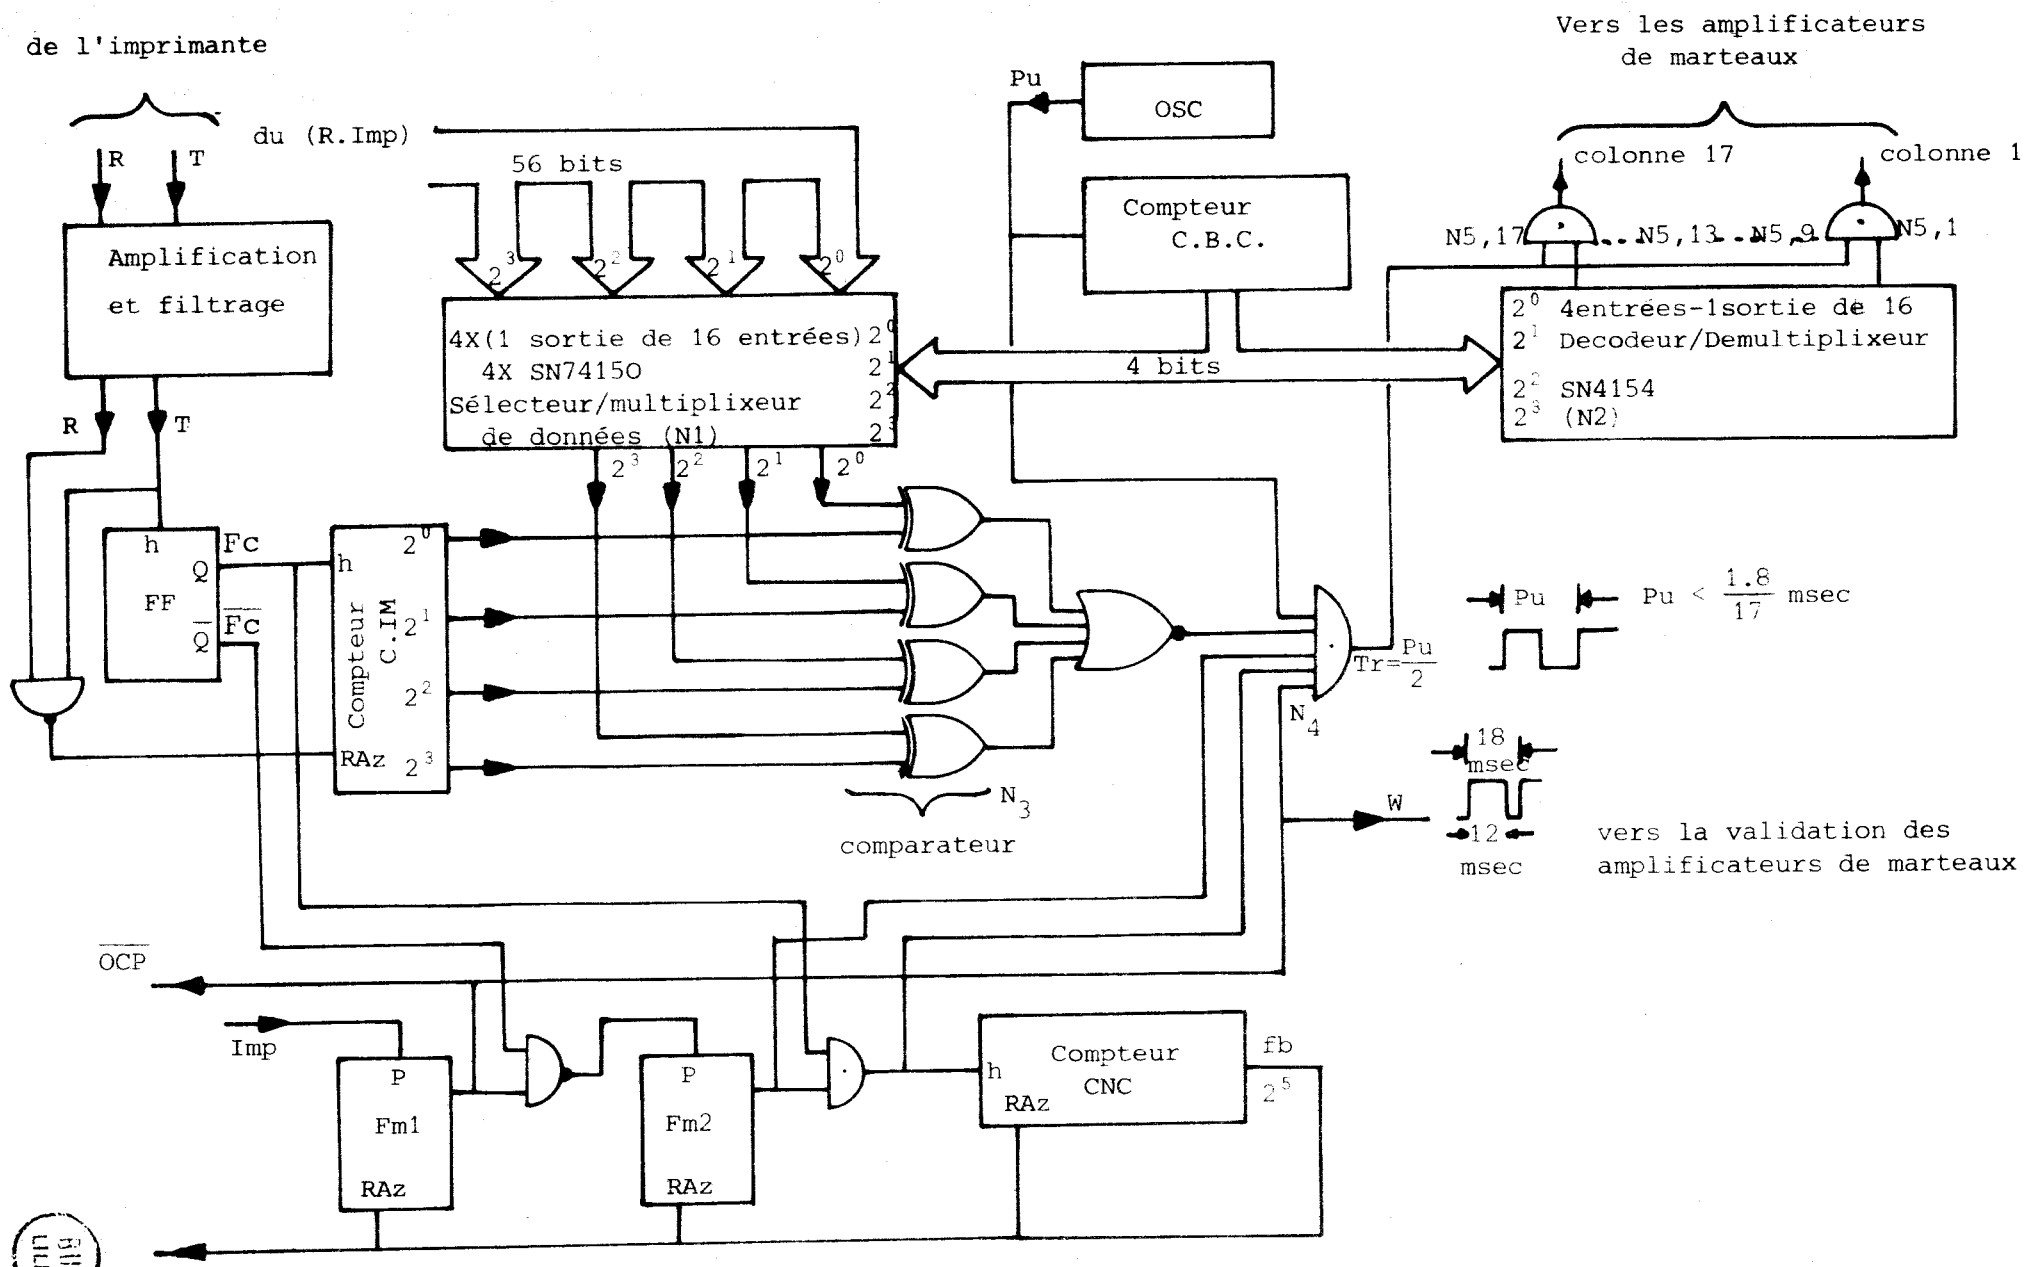 de l'imprimante
R
T
du (R.Imp)
56 bits
2³
2²
2¹
2⁰
Pu
OSC
Vers les amplificateurs
de marteaux
colonne 17
colonne 1
N5,17
...N5,13...N5,9
N5,1
Amplification
et filtrage
Compteur
C.B.C.
4X(1 sortie de 16 entrées)
4X SN74150
Sélecteur/multiplixeur
de données (N1)
2⁰
2¹
2²
2³
4 bits
2⁰ 4entrées-1sortie de 16
2¹ Decodeur/Demultiplixeur
2² SN4154
2³ (N2)
R
T
2³
2²
2¹
2⁰
h
Q
FF
Q̅
Fc
F̅c̅
h
Compteur
C.IM
RAz
2⁰
2¹
2²
2³
N₃
comparateur
N₄
Tr=Pu/2
Pu
Pu < 1.8/17 msec
18
msec
12
msec
W
vers la validation des
amplificateurs de marteaux
O̅C̅P̅
Imp
P
Fm1
RAz
P
Fm2
RAz
h
Compteur
CNC
RAz
fb
2⁵